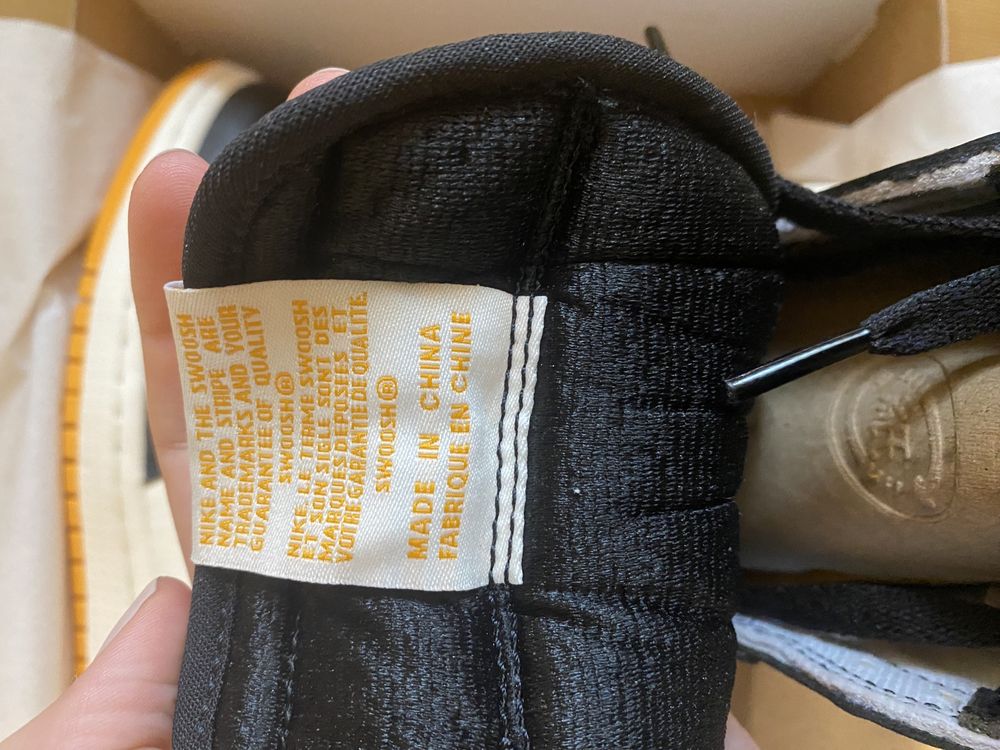 NIKE AND THE SWOOSH
NAME AND STRIPE ARE
TRADEMARKS AND YOUR
GUARANTEE OF QUALITY
SWOOSH®
NIKE, LE THEME SWOOSH
ET SON SIGLE SONT DES
MARQUES DEPOSEES ET
VOTRE GARANTIE DE QUALITE.
SWOOSH®
MADE IN CHINA
FABRIQUE EN CHINE